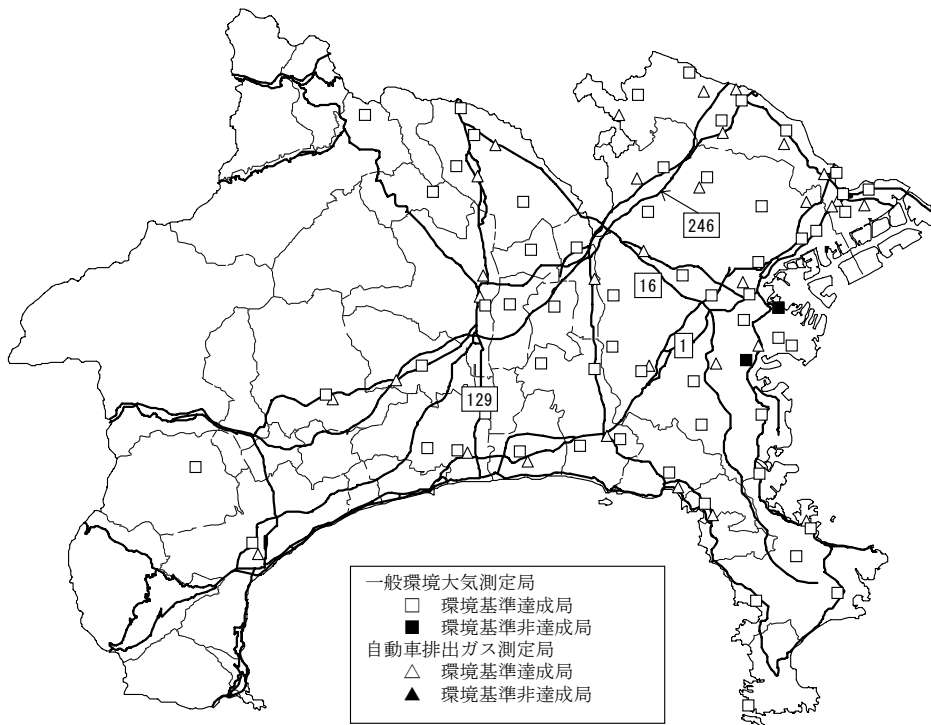 246
16
1
129
一般環境大気測定局
□ 環境基準達成局
■ 環境基準非達成局
自動車排出ガス測定局
△ 環境基準達成局
▲ 環境基準非達成局